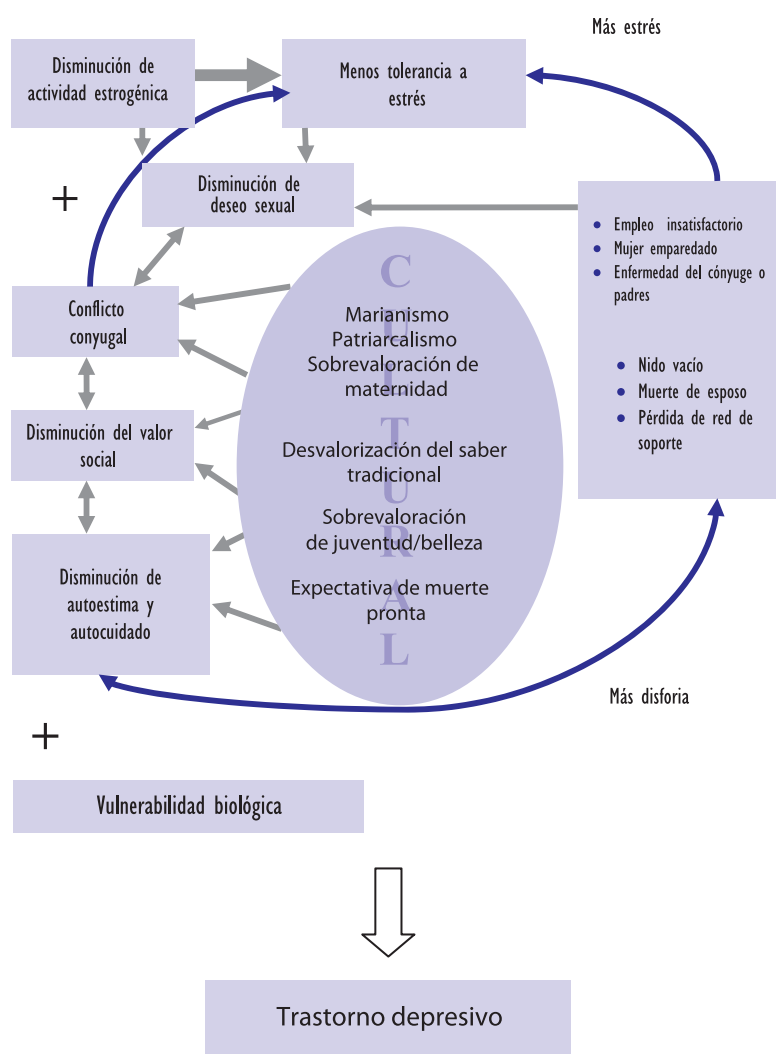 Más estrés
Disminución de
actividad estrogénica
Menos tolerancia a
estrés
+
Disminución de
deseo sexual
• Empleo insatisfactorio
• Mujer emparedado
• Enfermedad del cónyuge o
padres
• Nido vacío
• Muerte de esposo
• Pérdida de red de
soporte
Conflicto
conyugal
CULTURAL
Marianismo
Patriarcalismo
Sobrevaloración de
maternidad
Disminución del valor
social
Desvalorización del saber
tradicional
Sobrevaloración
de juventud/belleza
Disminución de
autoestima y
autocuidado
Expectativa de muerte
pronta
Más disforia
+
Vulnerabilidad biológica
Trastorno depresivo